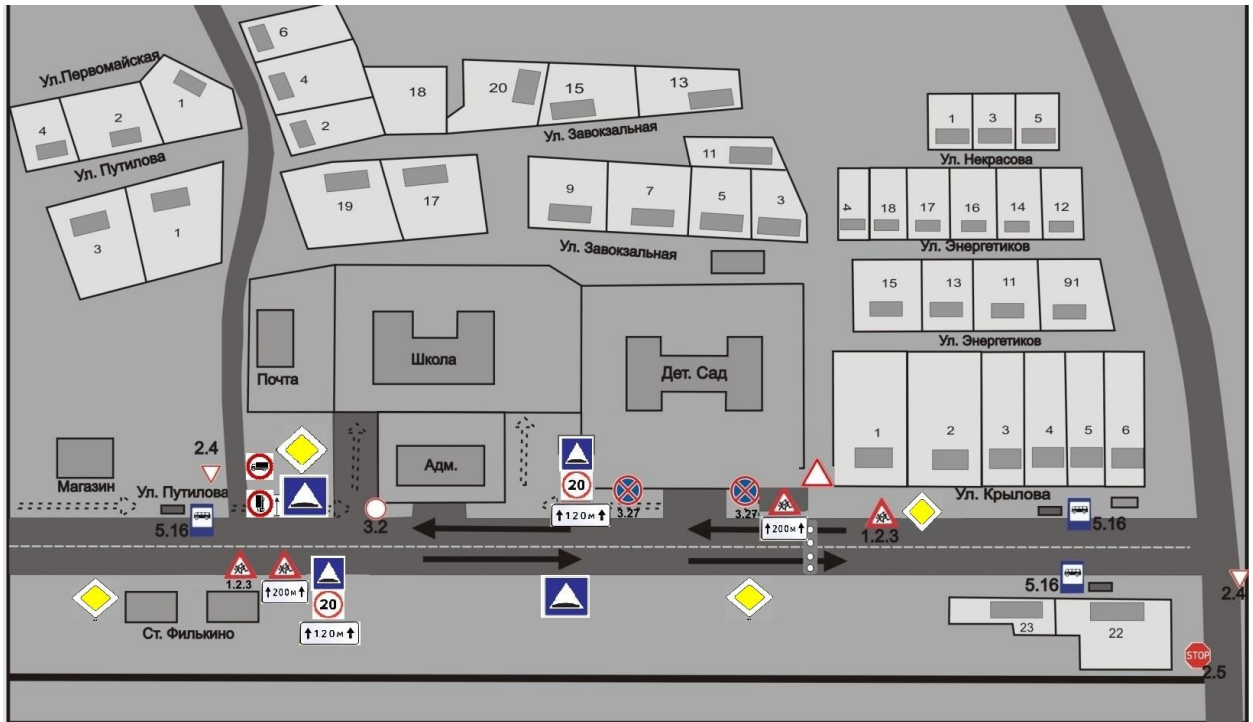 6
Ул.Первомайская
4
2
1
4
2
18
20
15
13
Ул. Завокзальная
Ул. Путилова
3
1
19
17
11
9
7
5
3
Ул. Завокзальная
1
3
5
Ул. Некрасова
4
18
17
16
14
12
Ул. Энергетиков
15
13
11
91
Ул. Энергетиков
Почта
Школа
Дет. Сад
1
2
3
4
5
6
Ул. Крылова
Магазин
2.4
Ул. Путилова
5.16
Адм.
3.2
20
120м
3.27
3.27
200м
1.2.3
5.16
1.2.3
200м
20
120м
Ст. Филькино
5.16
23
22
2.4
STOP
2.5